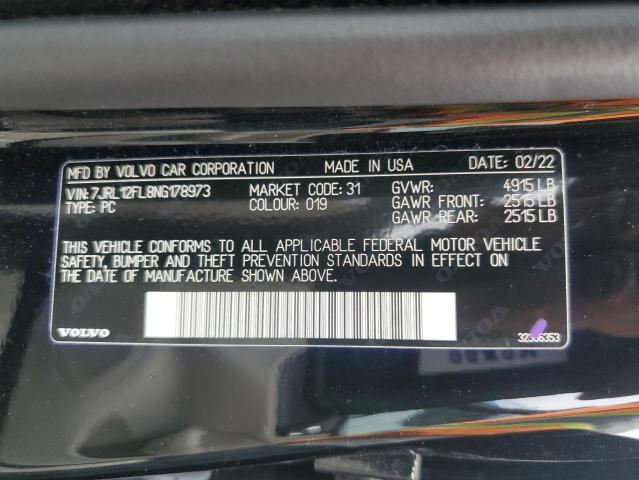 MFD BY VOLVO CAR CORPORATION MADE IN USA DATE: 02/22
VIN: 7JRL12FL8NG178973 MARKET CODE: 31 GVWR: 4915 LB
TYPE: PC COLOUR: 019 GAWR FRONT: 2515 LB
GAWR REAR: 2515 LB
THIS VEHICLE CONFORMS TO ALL APPLICABLE FEDERAL MOTOR VEHICLE
SAFETY, BUMPER AND THEFT PREVENTION STANDARDS IN EFFECT ON
THE DATE OF MANUFACTURE SHOWN ABOVE.
VOLVO